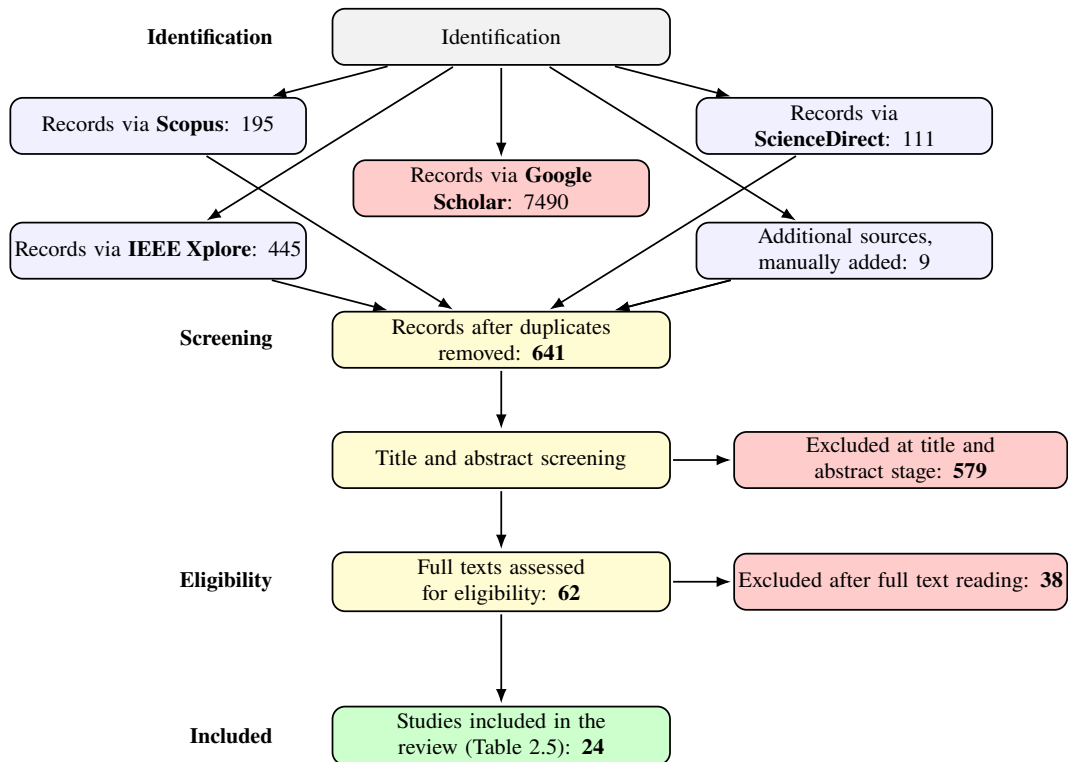 Identification
Identification
Records via Scopus: 195
Records via
ScienceDirect: 111
Records via Google
Scholar: 7490
Records via IEEE Xplore: 445
Additional sources,
manually added: 9
Screening
Records after duplicates
removed: 641
Title and abstract screening
Excluded at title and
abstract stage: 579
Eligibility
Full texts assessed
for eligibility: 62
Excluded after full text reading: 38
Included
Studies included in the
review (Table 2.5): 24